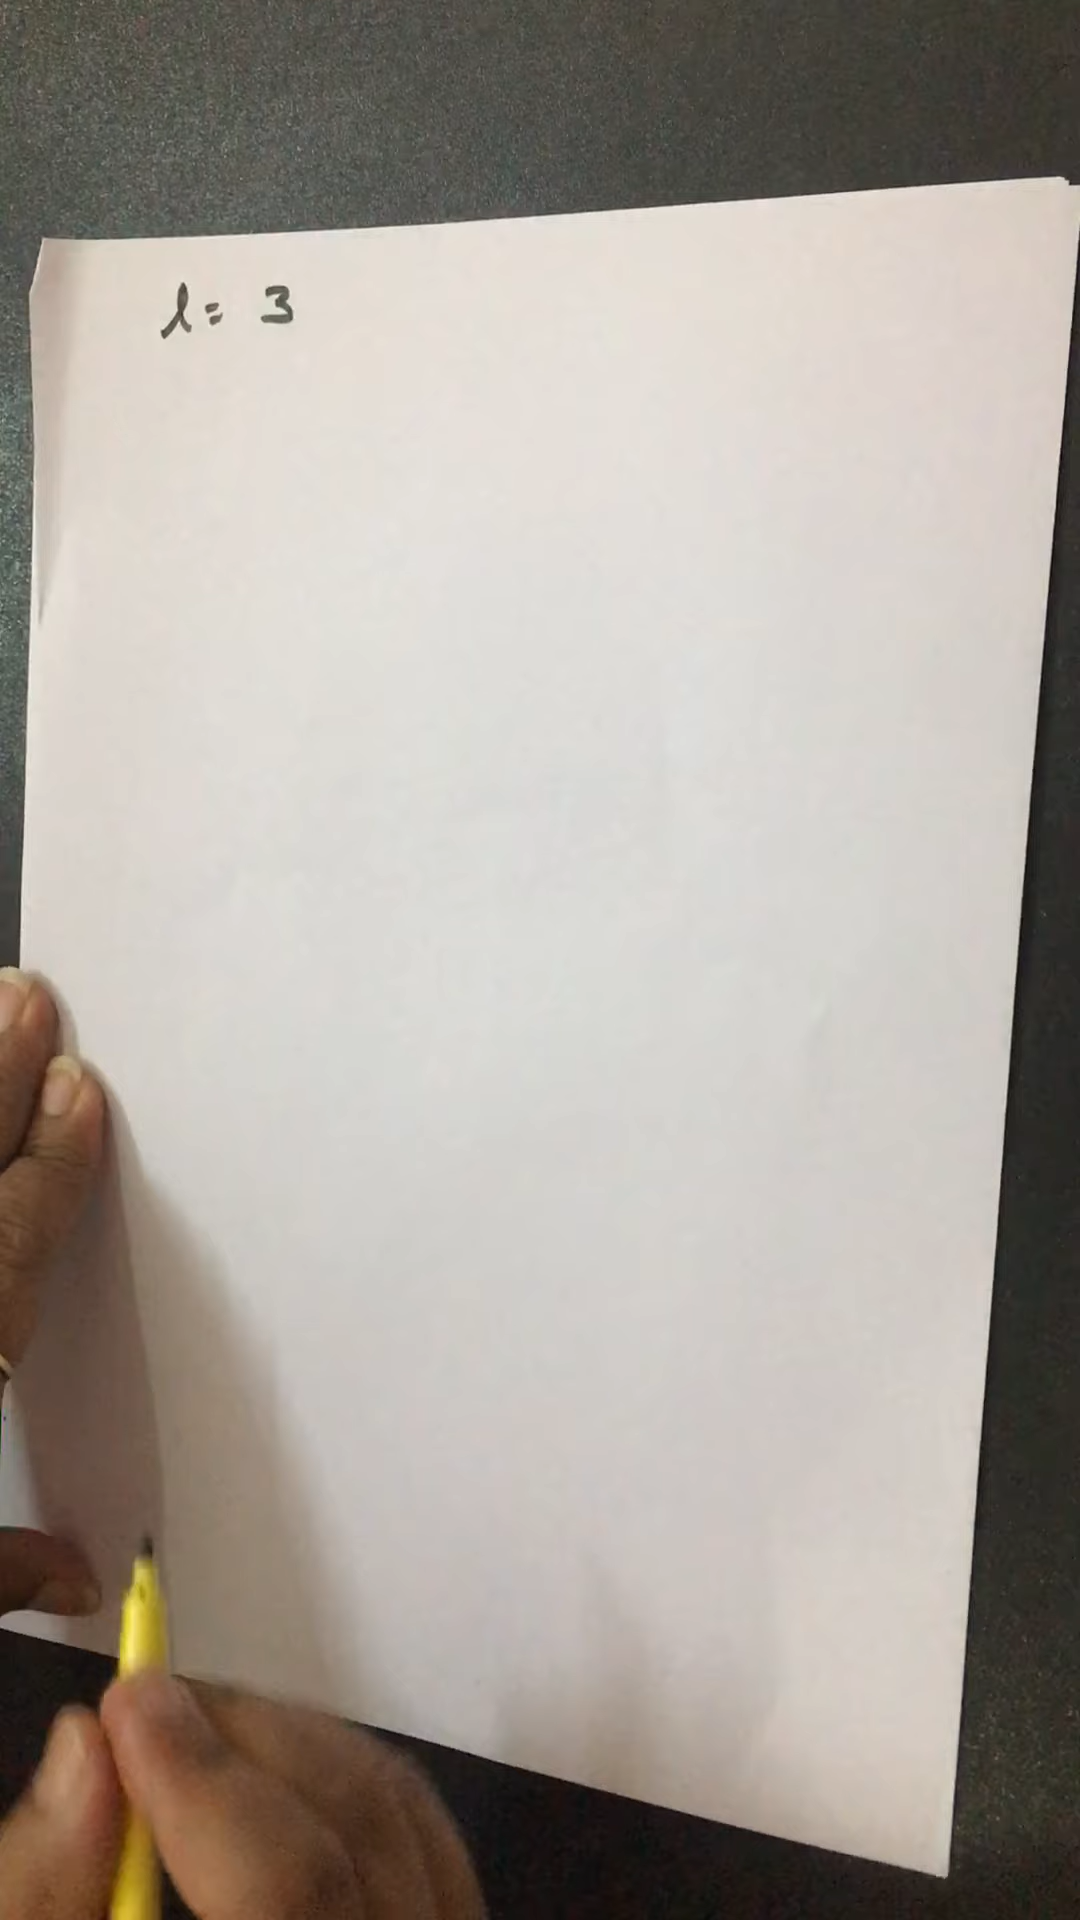 l = 3